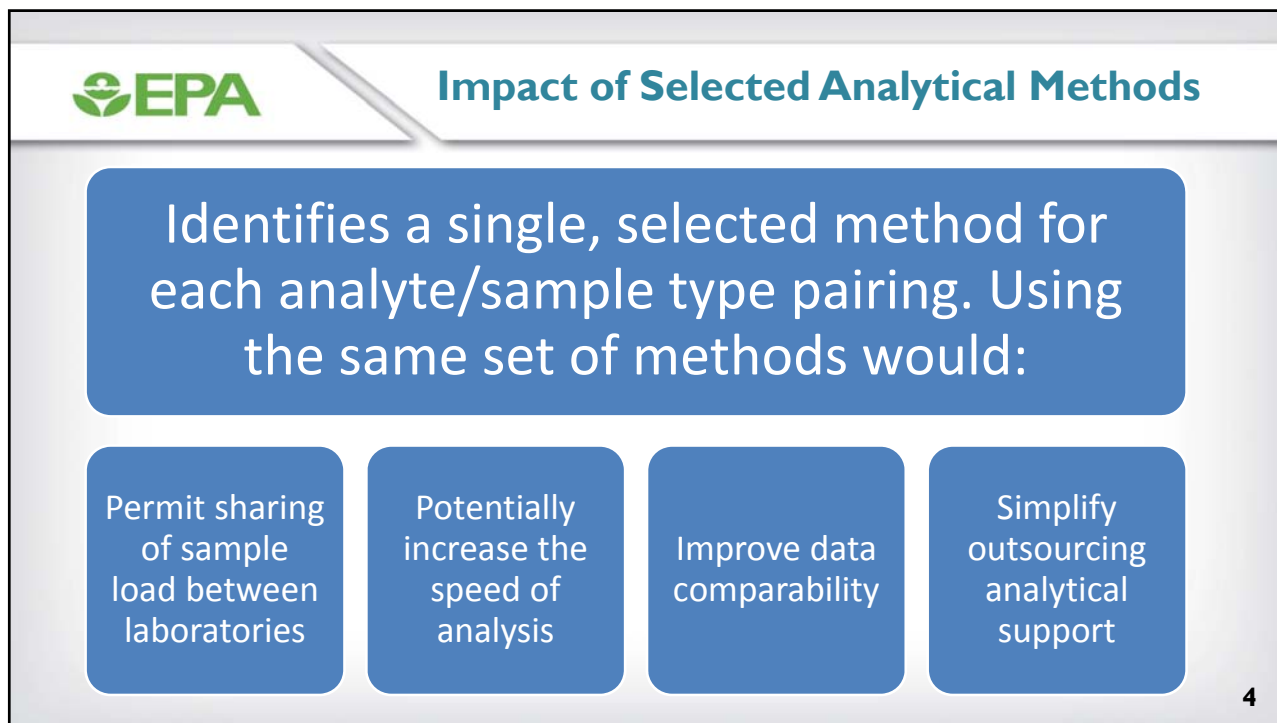 EPA
Impact of Selected Analytical Methods
Identifies a single, selected method for
each analyte/sample type pairing. Using
the same set of methods would:
Permit sharing
of sample
load between
laboratories
Potentially
increase the
speed of
analysis
Improve data
comparability
Simplify
outsourcing
analytical
support
4